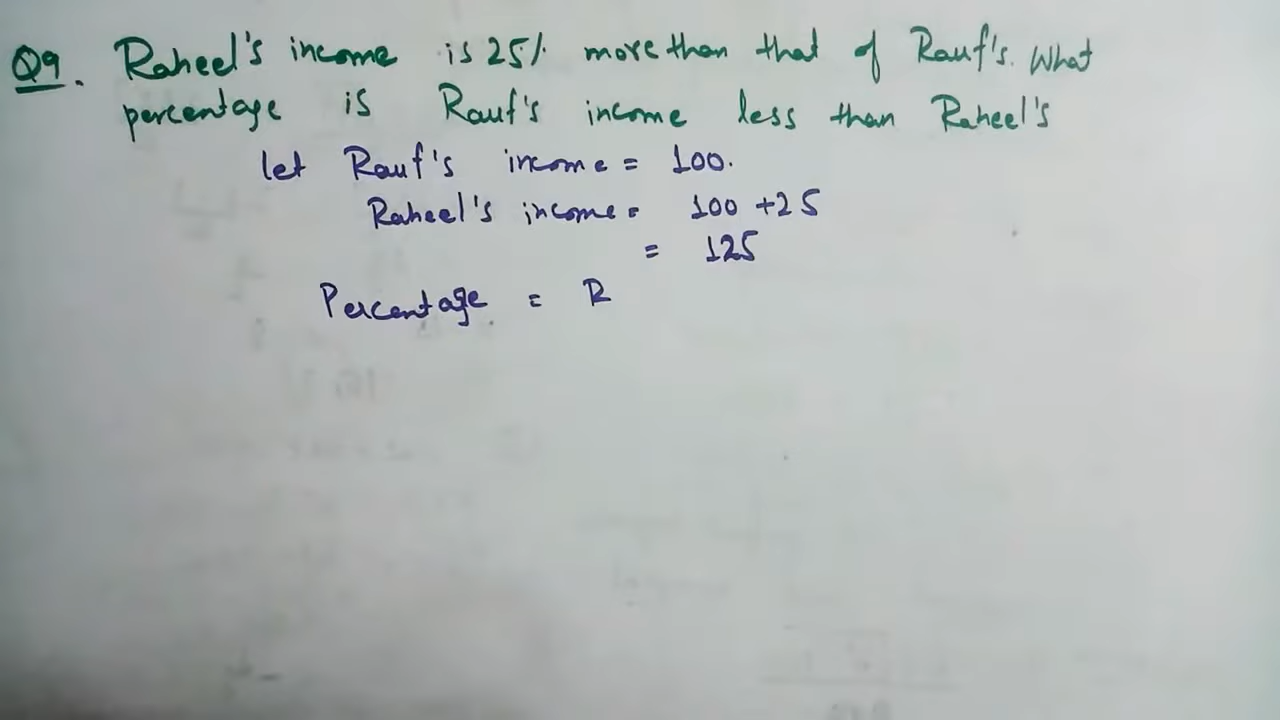 Q9. Raheel's income is 25% more than that of Rauf's. What
percentage is Rauf's income less than Raheel's
let Rauf's income = 100.
Raheel's income = 100 +25
= 125
Percentage = R